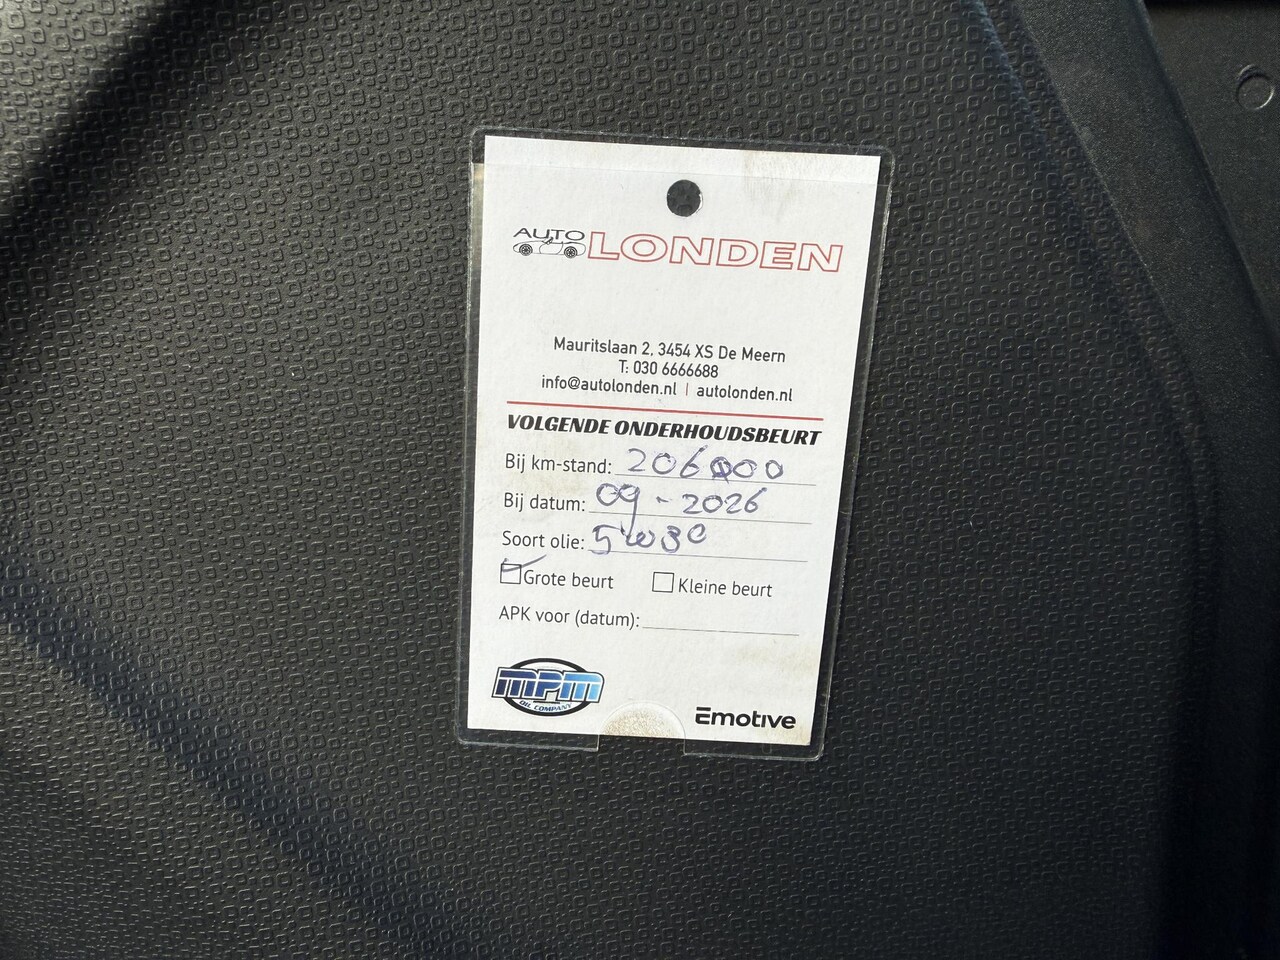 AUTO LONDEN
Mauritslaan 2, 3454 XS De Meern
T: 030 6666688
info@autolonden.nl | autolonden.nl
VOLGENDE ONDERHOUDSBEURT
Bij km-stand: 206000
Bij datum: 09-2026
Soort olie: 5w30
Grote beurt Kleine beurt
APK voor (datum):
MPM
OIL COMPANY
Emotive